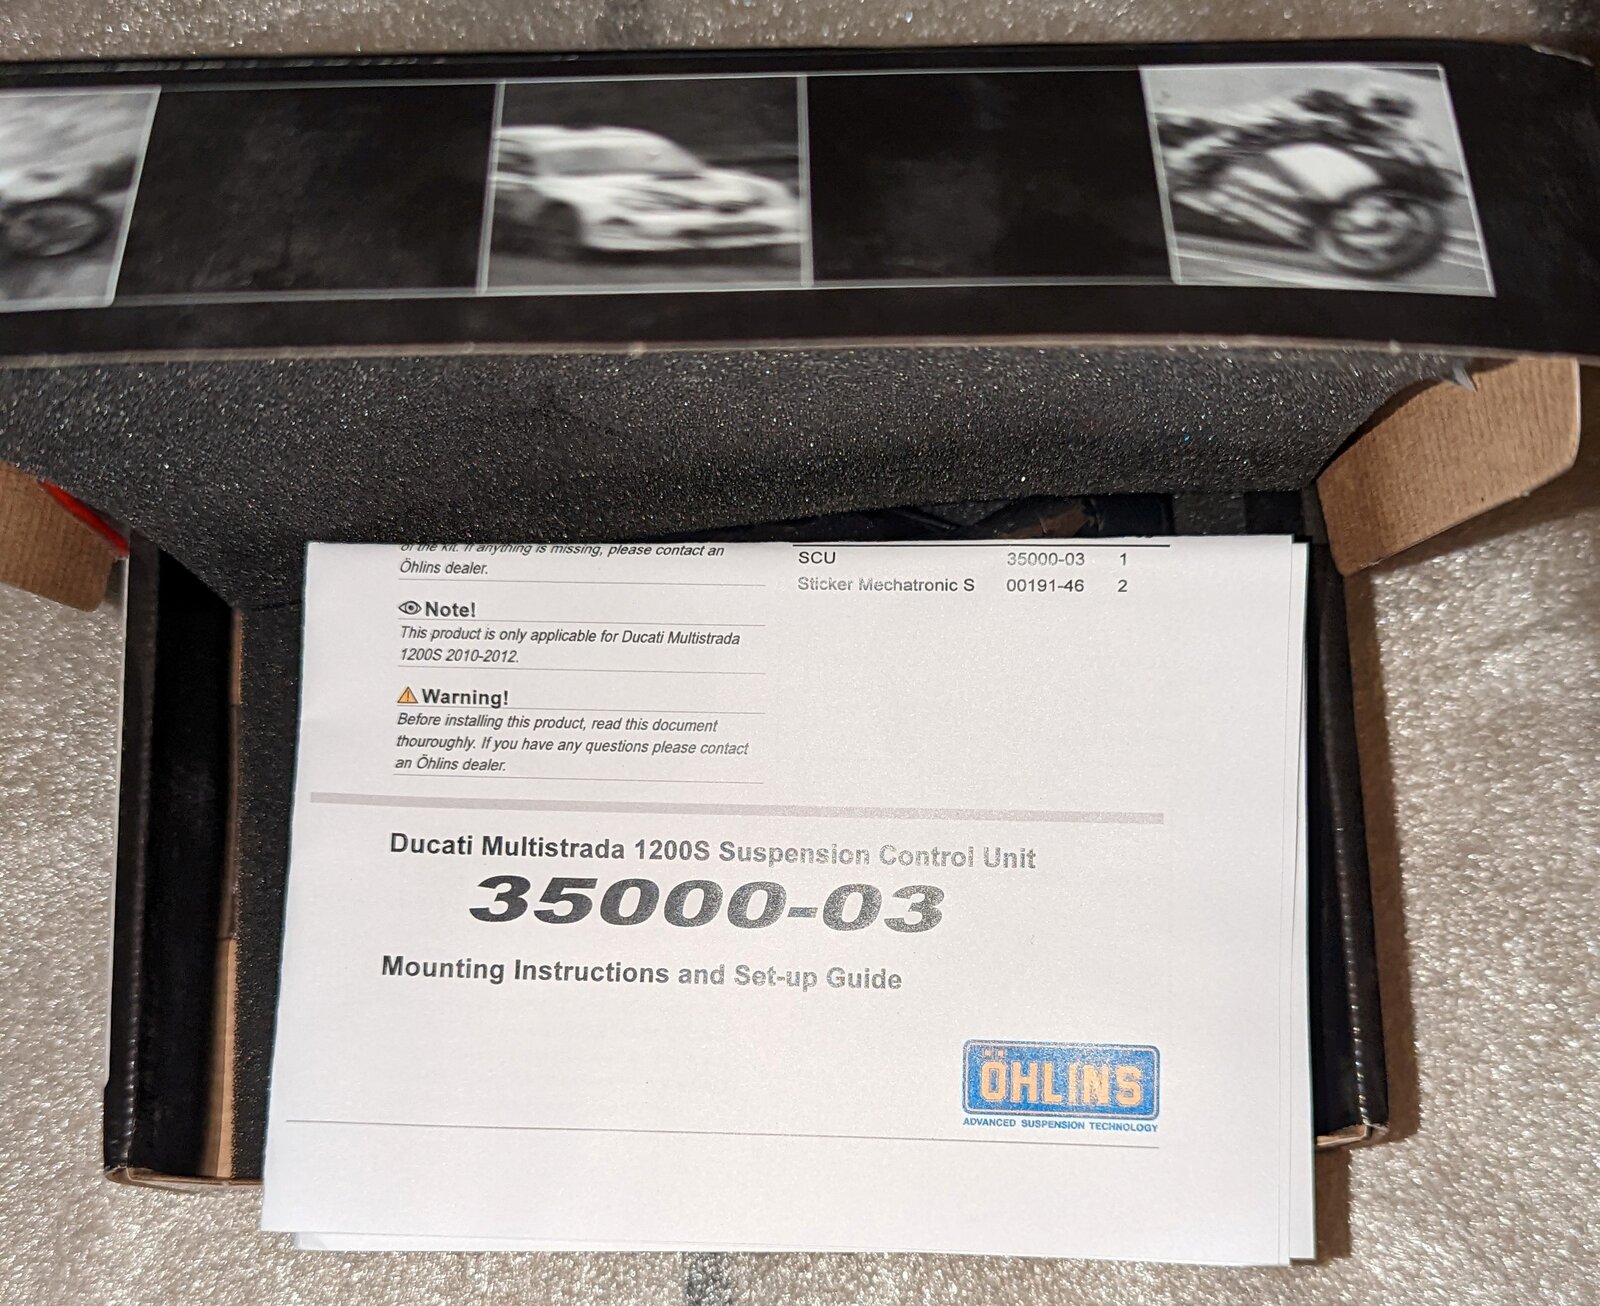 of the kit. If anything is missing, please contact an
Öhlins dealer.
Note!
This product is only applicable for Ducati Multistrada
1200S 2010-2012.
Warning!
Before installing this product, read this document
thouroughly. If you have any questions please contact
an Öhlins dealer.
SCU 35000-03 1
Sticker Mechatronic S 00191-46 2
Ducati Multistrada 1200S Suspension Control Unit
35000-03
Mounting Instructions and Set-up Guide
ÖHLINS
ADVANCED SUSPENSION TECHNOLOGY